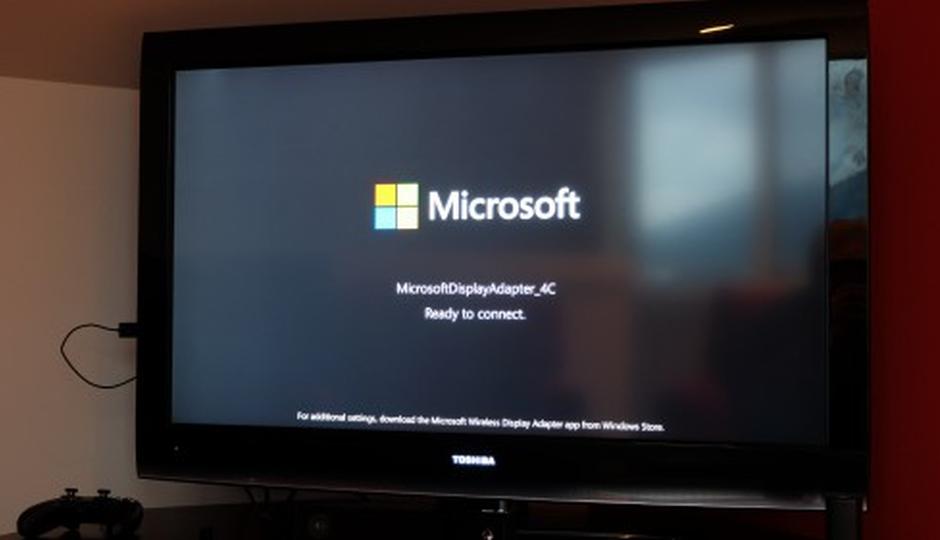 Microsoft
MicrosoftDisplayAdapter_4C
Ready to connect.
For additional settings, download the Microsoft Wireless Display Adapter app from Windows Store.
TOSHIBA